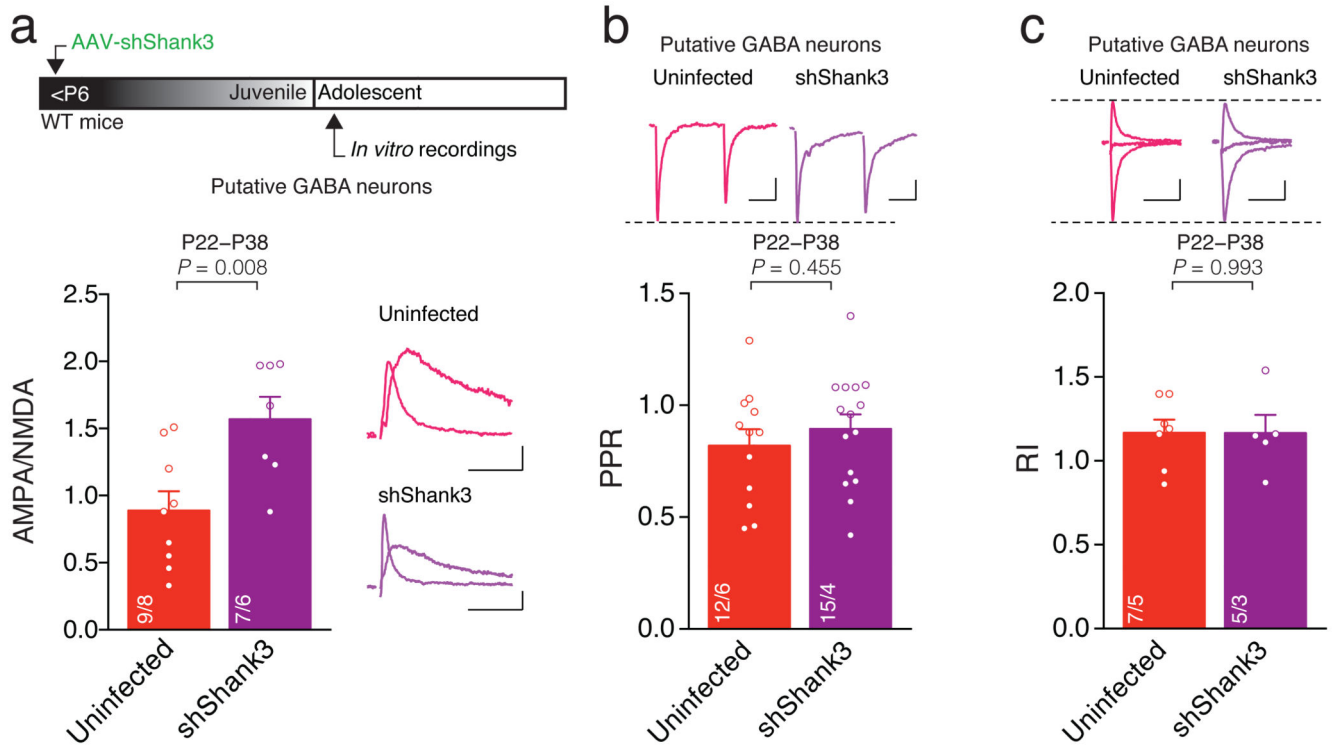 a
AAV-shShank3
<P6
Juvenile
Adolescent
WT mice
In vitro recordings
Putative GABA neurons
P22–P38
P = 0.008
AMPA/NMDA
2.5
2.0
1.5
1.0
0.5
0.0
9/8
7/6
Uninfected
shShank3
Uninfected
shShank3
b
Putative GABA neurons
Uninfected
shShank3
P22–P38
P = 0.455
PPR
1.5
1.0
0.5
0.0
12/6
15/4
Uninfected
shShank3
c
Putative GABA neurons
Uninfected
shShank3
P22–P38
P = 0.993
RI
2.0
1.5
1.0
0.5
0.0
7/5
5/3
Uninfected
shShank3